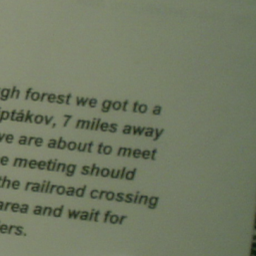 gh forest we got to a
ptákov, 7 miles away
we are about to meet
e meeting should
the railroad crossing
area and wait for
ers.